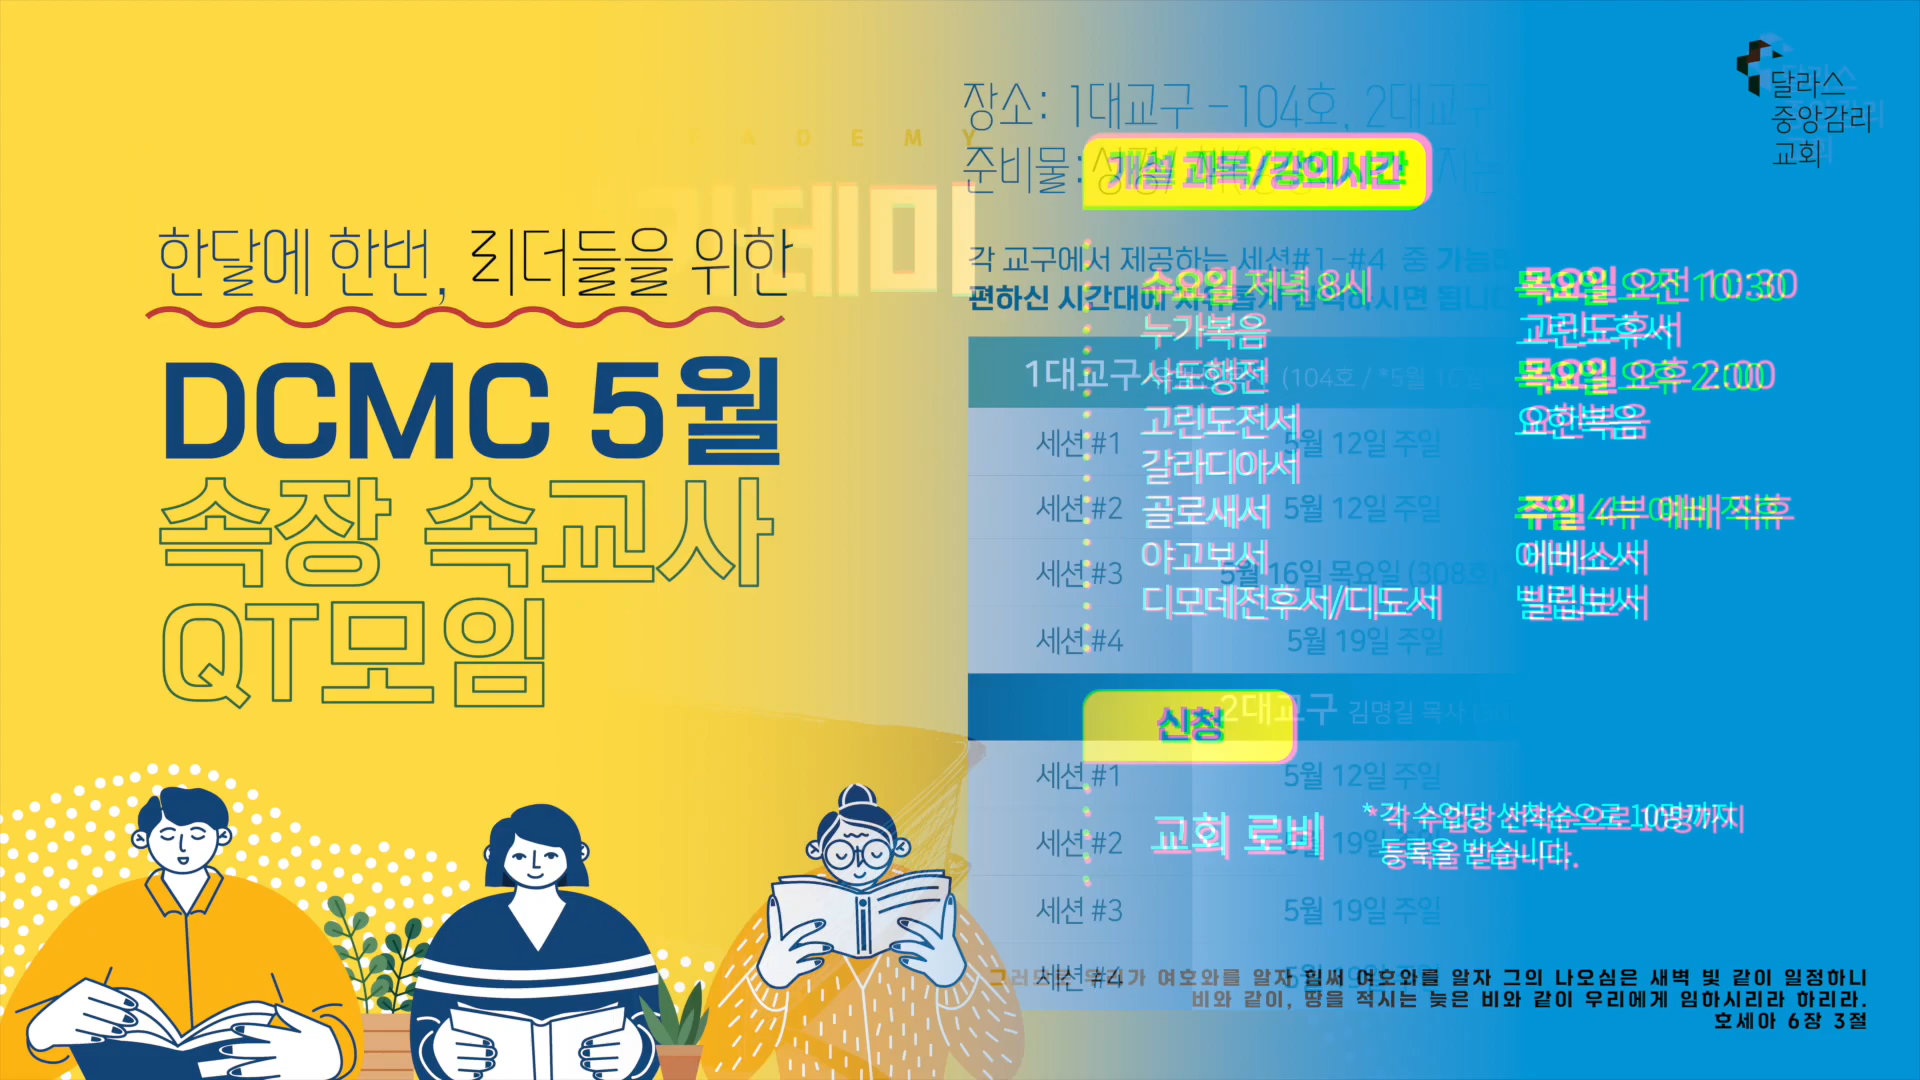 한달에 한번, 리더들을 위한
DCMC 5월
속장 속교사
QT모임
달라스
중앙감리
교회
장소: 1대교구 - 104호, 2대교구
준비물:
개설 과목/강의시간
각 교구에서 제공하는 세션#1-#4 중
편하신 시간대에
수요일 저녁 8시
누가복음
사도행전
고린도전서
갈라디아서
골로새서
야고보서
디모데전후서/디도서
목요일 오전 10:30
고린도후서
목요일 오후 2:00
요한복음
주일 4부 예배 직후
에베소서
빌립보서
1대교구
세션 #1 5월 12일 주일
세션 #2 5월 12일 주일
세션 #3 5월 16일 목요일 (308호)
세션 #4 5월 19일 주일
2대교구 김명길 목사
신청
세션 #1 5월 12일 주일
세션 #2 19일 주일
세션 #3 5월 19일 주일
세션 #4
교회 로비
* 각 수업당 선착순으로 10명까지
등록을 받습니다.
그러므로 우리가 여호와를 알자 힘써 여호와를 알자 그의 나오심은 새벽 빛 같이 일정하니
비와 같이, 땅을 적시는 늦은 비와 같이 우리에게 임하시리라 하리라.
호세아 6장 3절